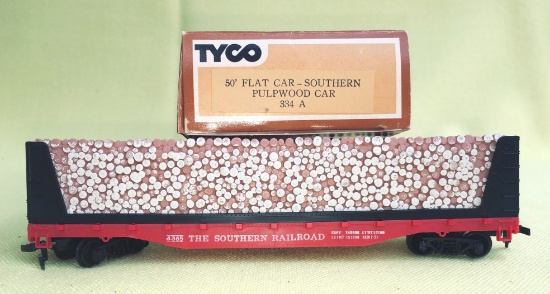 TYCO
50' FLAT CAR – SOUTHERN
PULPWOOD CAR
334 A
4365 THE SOUTHERN RAILROAD